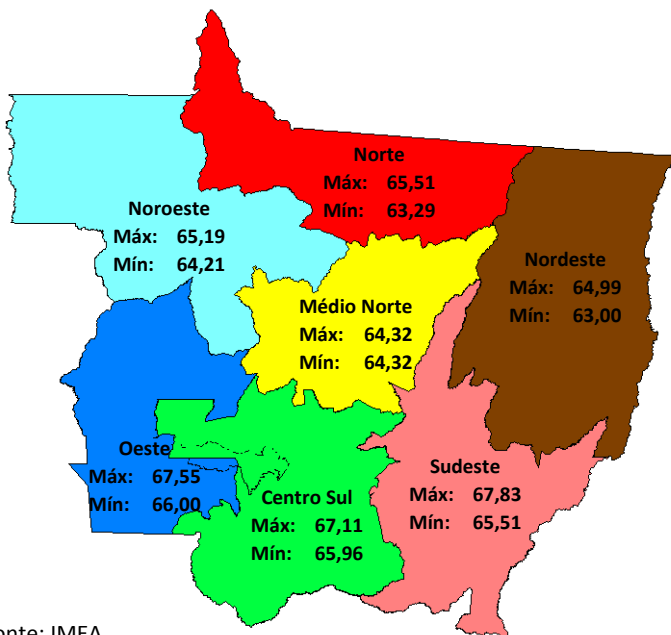 Norte
Máx: 65,51
Mín: 63,29
Noroeste
Máx: 65,19
Mín: 64,21
Nordeste
Máx: 64,99
Mín: 63,00
Médio Norte
Máx: 64,32
Mín: 64,32
Oeste
Máx: 67,55
Mín: 66,00
Centro Sul
Máx: 67,11
Mín: 65,96
Sudeste
Máx: 67,83
Mín: 65,51
onte: IMEA